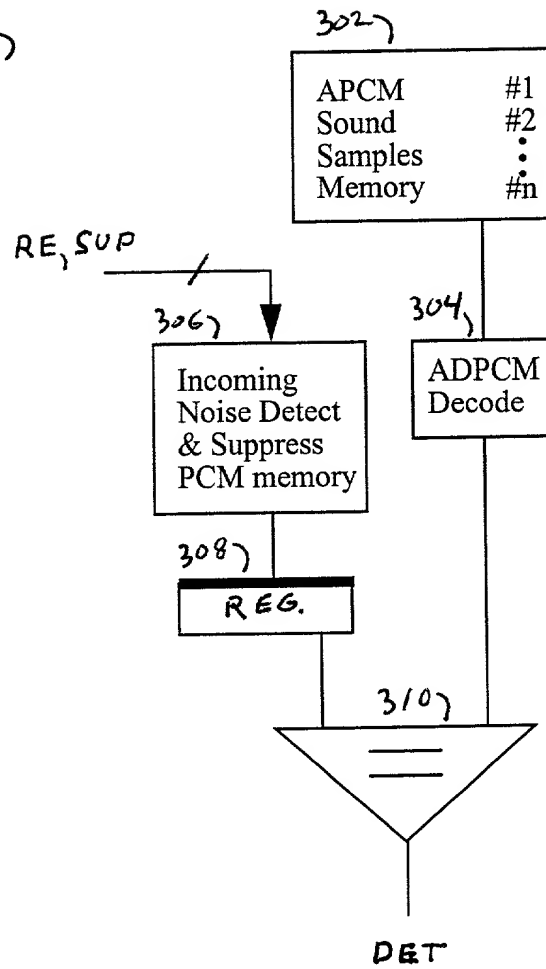 302
APCM #1
Sound #2
Samples
Memory #n
RE, SUP
306
304
Incoming
Noise Detect
& Suppress
PCM memory
ADPCM
Decode
308
REG.
310
=
DET